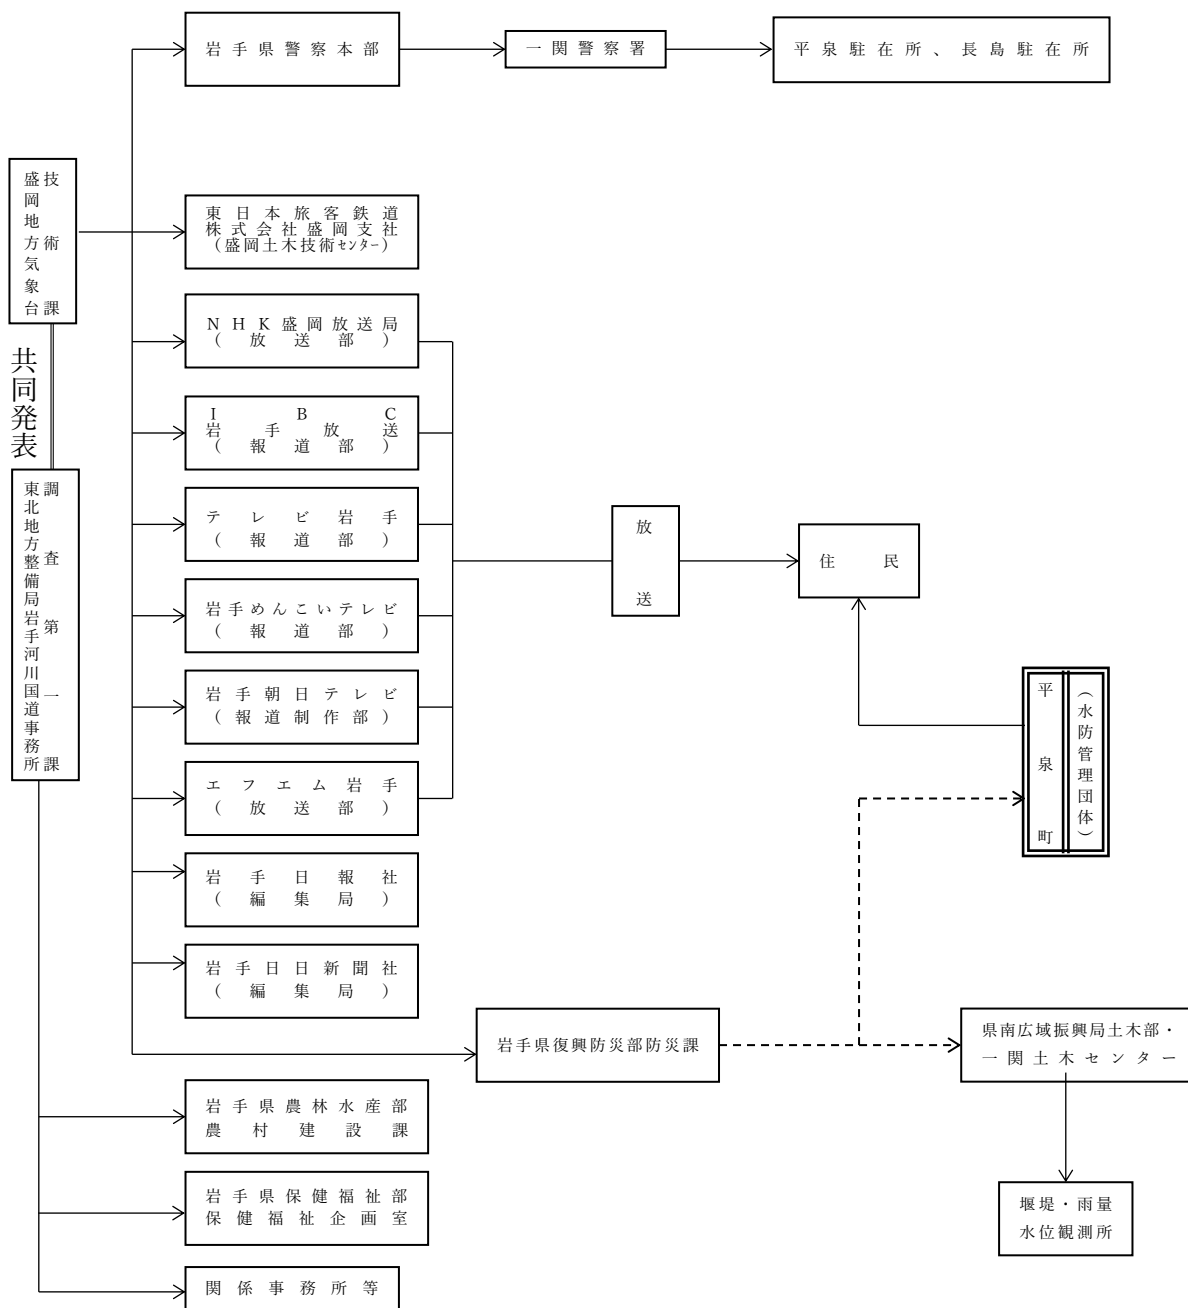 岩手県警察本部
一関警察署
平泉駐在所、長島駐在所
盛岡地方気象台
技術課
東日本旅客鉄道
株式会社盛岡支社
（盛岡土木技術ｾﾝﾀｰ）
ＮＨＫ盛岡放送局
（放送部）
共同発表
ＩＢＣ
岩手放送
（報道部）
東北地方整備局岩手河川国道事務所
調査第一課
テレビ岩手
（報道部）
放送
住民
岩手めんこいテレビ
（報道部）
岩手朝日テレビ
（報道制作部）
平泉町
（水防管理団体）
エフエム岩手
（放送部）
岩手日報社
（編集局）
岩手日日新聞社
（編集局）
岩手県復興防災部防災課
県南広域振興局土木部・
一関土木センター
岩手県農林水産部
農村建設課
岩手県保健福祉部
保健福祉企画室
堰堤・雨量
水位観測所
関係事務所等